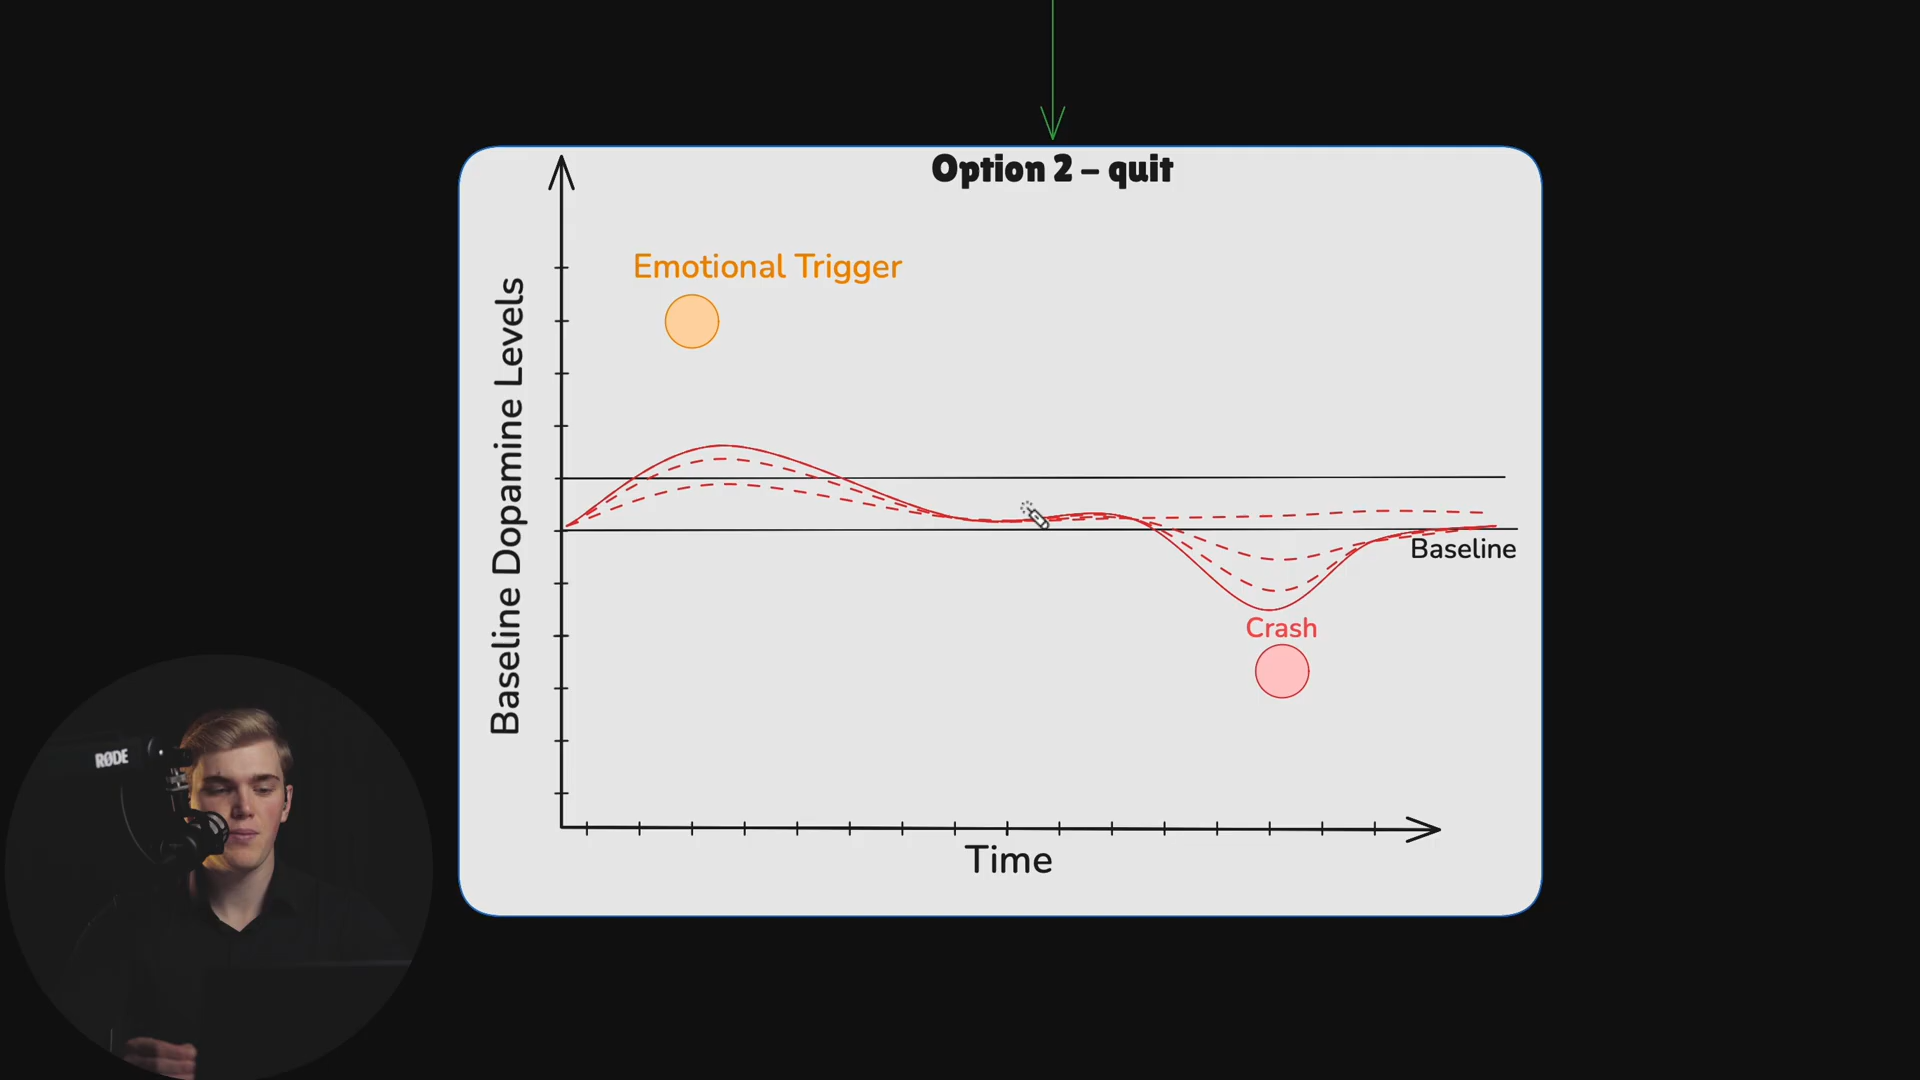 Option 2 – quit
Emotional Trigger
Baseline Dopamine Levels
Baseline
Crash
Time
RØDE